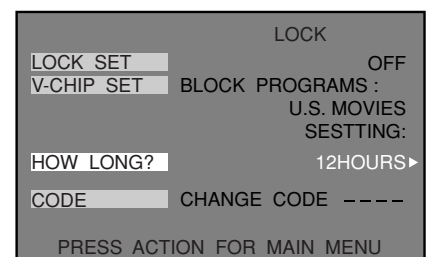 LOCK
LOCK SET OFF
V-CHIP SET BLOCK PROGRAMS :
U.S. MOVIES
SESTTING:
HOW LONG? 12HOURS▶
CODE CHANGE CODE – – – –
PRESS ACTION FOR MAIN MENU